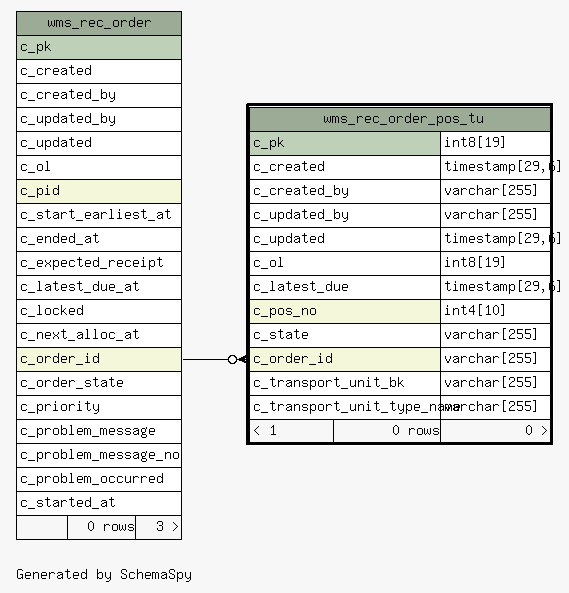 wms_rec_order
c_pk
c_created
c_created_by
c_updated_by
c_updated
c_ol
c_pid
c_start_earliest_at
c_ended_at
c_expected_receipt
c_latest_due_at
c_locked
c_next_alloc_at
c_order_id
c_order_state
c_priority
c_problem_message
c_problem_message_no
c_problem_occurred
c_started_at
0 rows 3 >
wms_rec_order_pos_tu
c_pk int8[19]
c_created timestamp[29,6]
c_created_by varchar[255]
c_updated_by varchar[255]
c_updated timestamp[29,6]
c_ol int8[19]
c_latest_due timestamp[29,6]
c_pos_no int4[10]
c_state varchar[255]
c_order_id varchar[255]
c_transport_unit_bk varchar[255]
c_transport_unit_type_name varchar[255]
< 1 0 rows 0 >
Generated by SchemaSpy